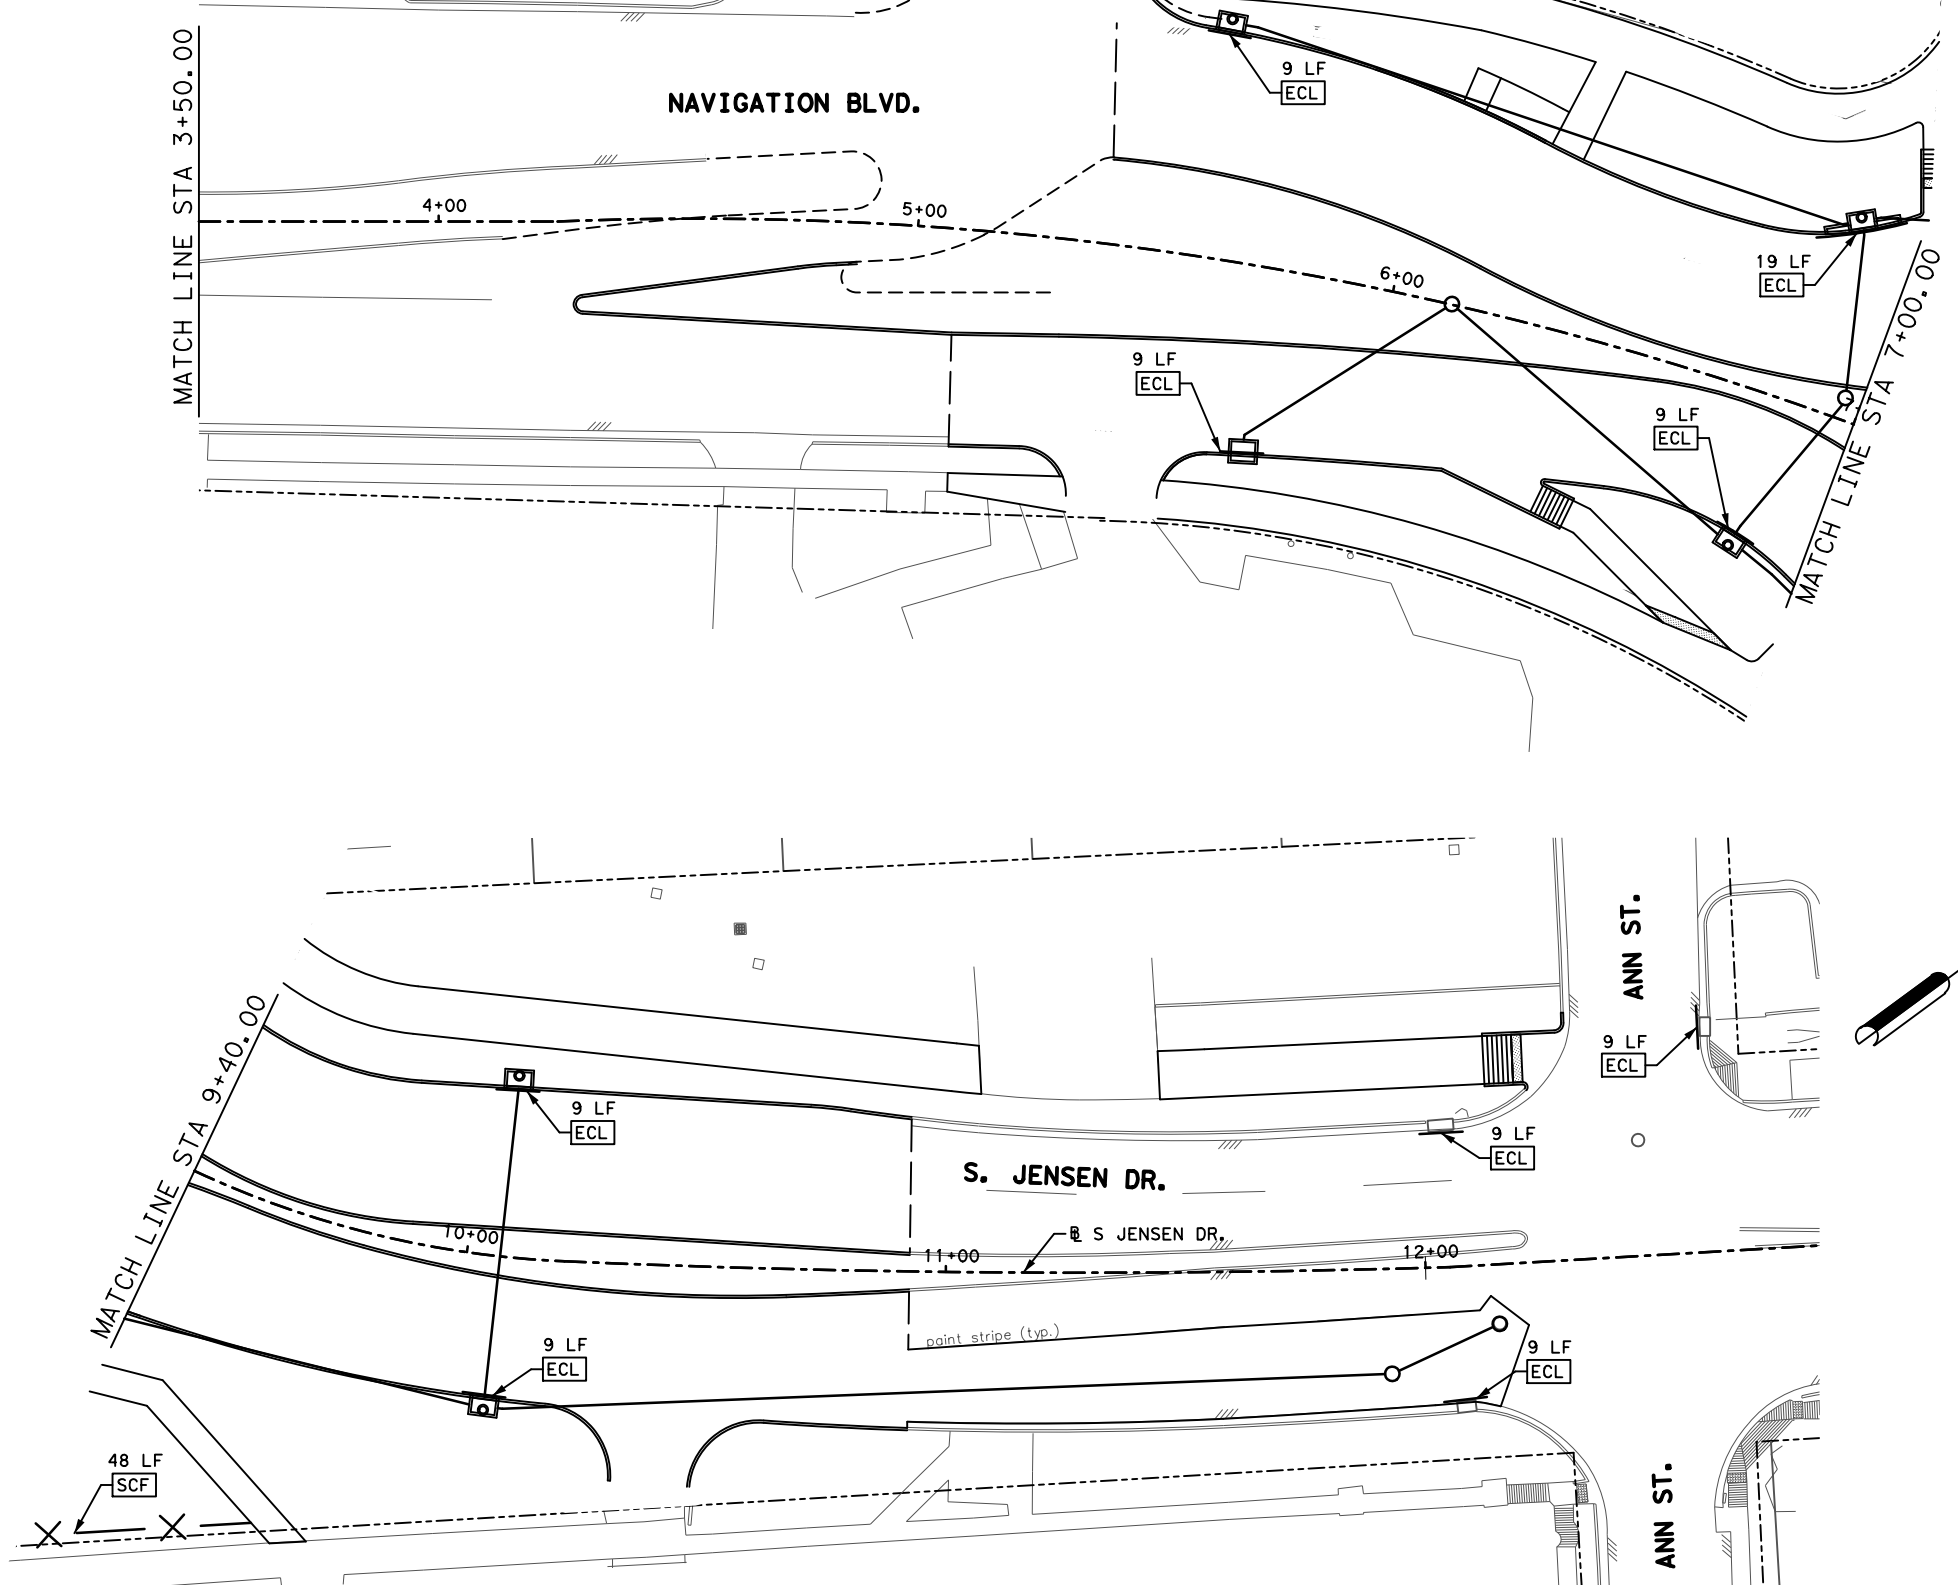 MATCH LINE STA 3+50.00
NAVIGATION BLVD.
9 LF
ECL
4+00
5+00
6+00
19 LF
ECL
9 LF
ECL
9 LF
ECL
MATCH LINE STA 7+00.00
MATCH LINE STA 9+40.00
ANN ST.
9 LF
ECL
9 LF
ECL
9 LF
ECL
S. JENSEN DR.
10+00
11+00
12+00
BL S JENSEN DR.
paint stripe (typ.)
9 LF
ECL
9 LF
ECL
48 LF
SCF
ANN ST.